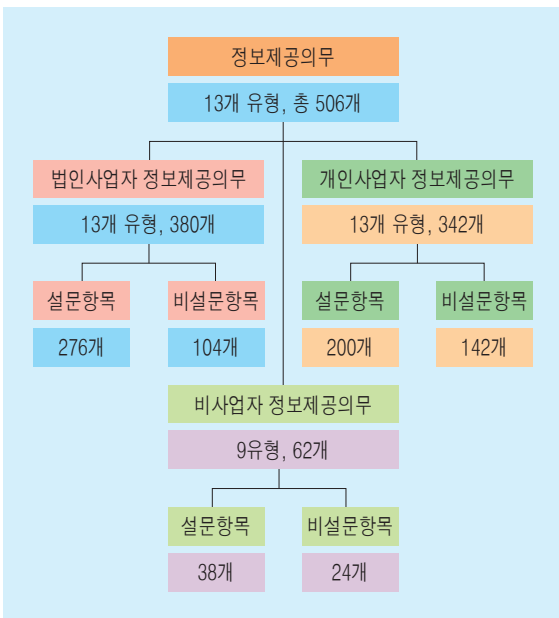 정보제공의무
13개 유형, 총 506개
법인사업자 정보제공의무
개인사업자 정보제공의무
13개 유형, 380개
13개 유형, 342개
설문항목
비설문항목
설문항목
비설문항목
276개
104개
200개
142개
비사업자 정보제공의무
9유형, 62개
설문항목
비설문항목
38개
24개